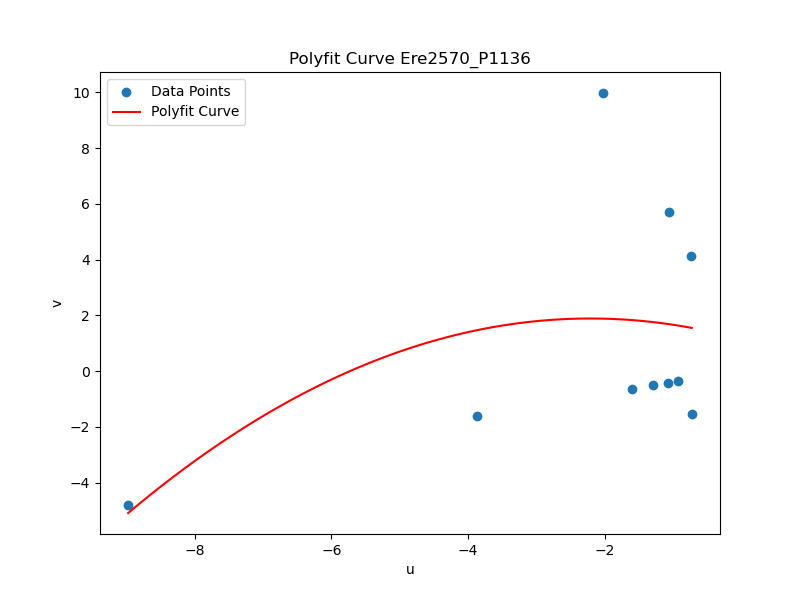 Polyfit Curve Ere2570_P1136
Data Points
Polyfit Curve
10
8
6
4
2
0
−2
−4
v
−8
−6
−4
−2
u